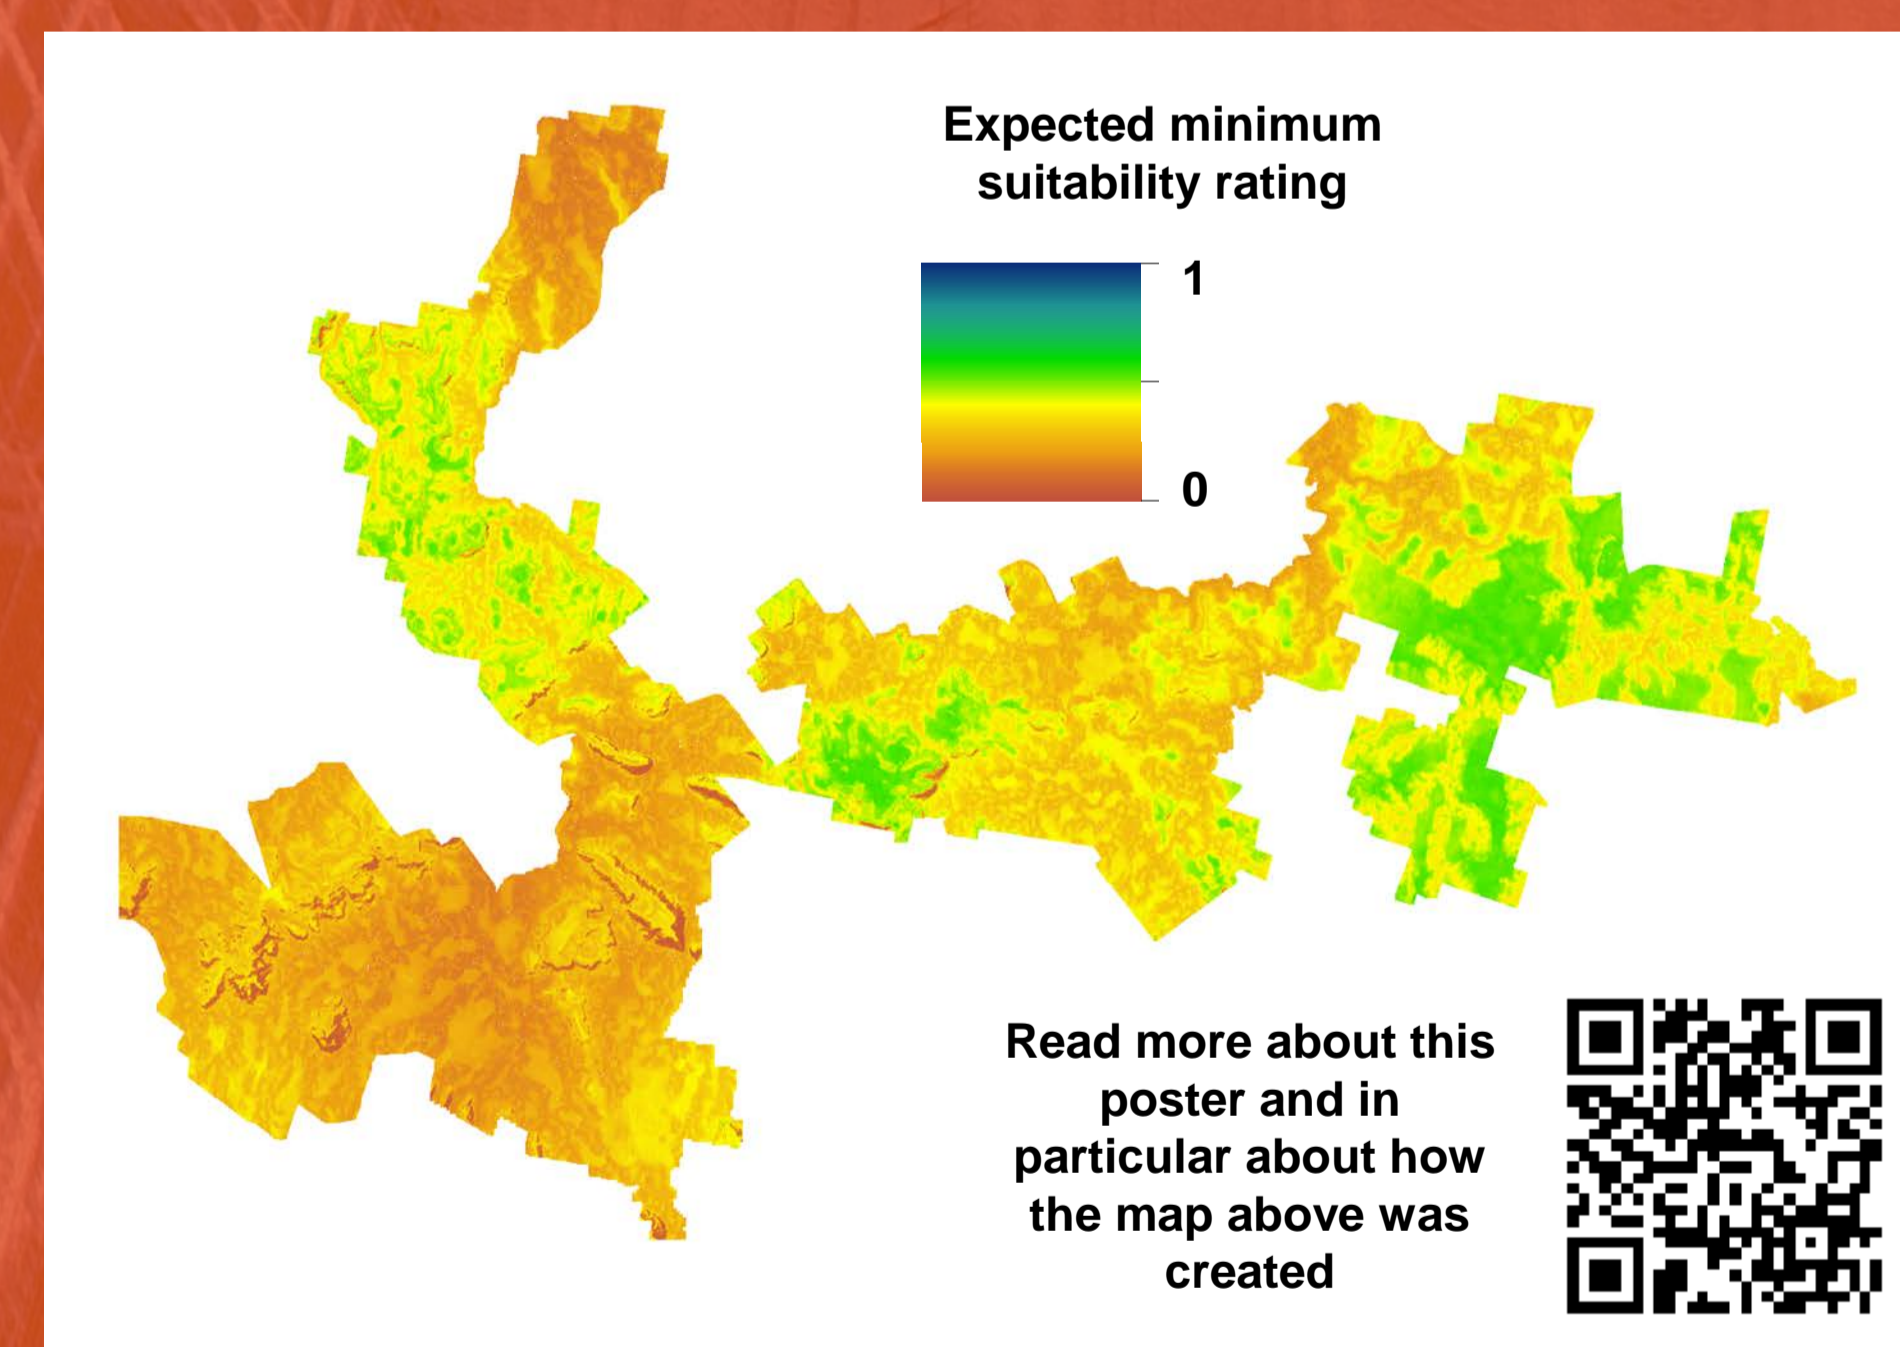 Expected minimum
suitability rating
1
0
Read more about this
poster and in
particular about how
the map above was
created